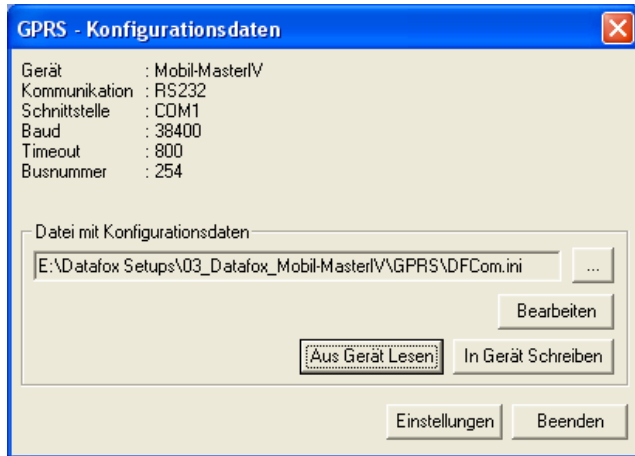 GPRS - Konfigurationsdaten
Gerät : Mobil-MasterIV
Kommunikation : RS232
Schnittstelle : COM1
Baud : 38400
Timeout : 800
Busnummer : 254
Datei mit Konfigurationsdaten
E:\Datafox Setups\03_Datafox_Mobil-MasterIV\GPRS\DFCom.ini ...
Bearbeiten
Aus Gerät Lesen In Gerät Schreiben
Einstellungen Beenden